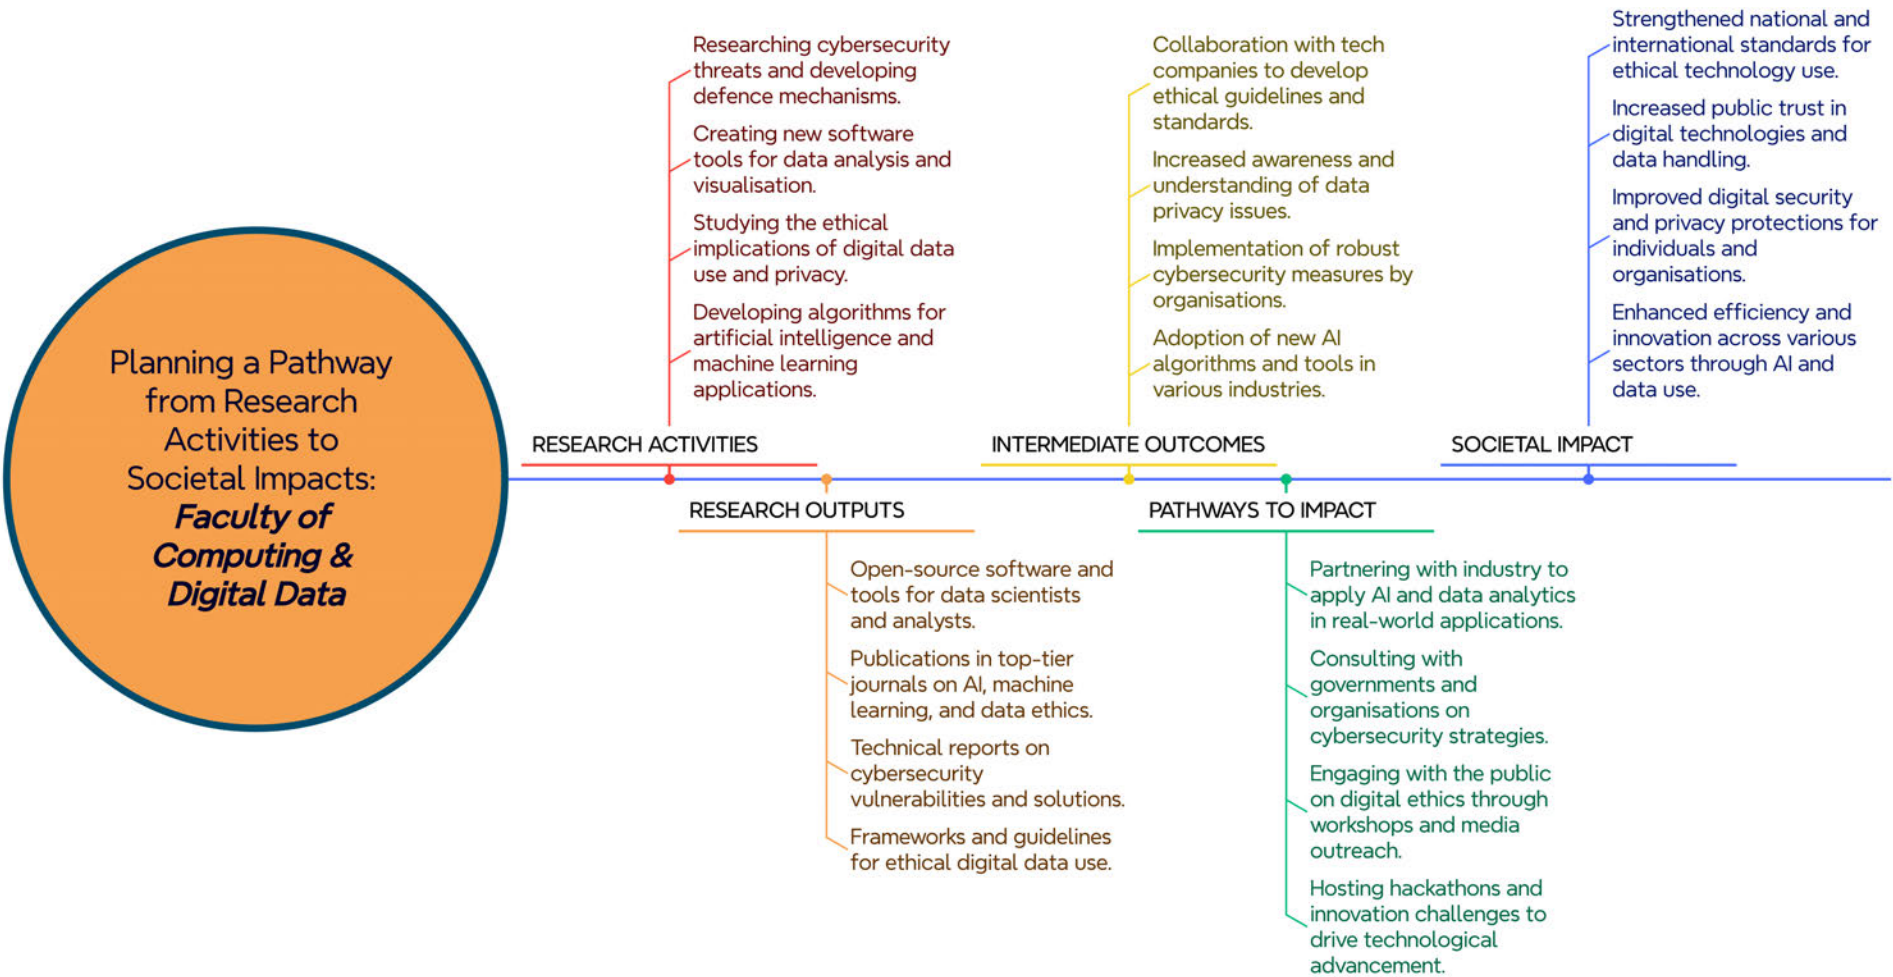 Planning a Pathway
from Research
Activities to
Societal Impacts:
Faculty of
Computing &
Digital Data
RESEARCH ACTIVITIES
Researching cybersecurity
threats and developing
defence mechanisms.
Creating new software
tools for data analysis and
visualisation.
Studying the ethical
implications of digital data
use and privacy.
Developing algorithms for
artificial intelligence and
machine learning
applications.
RESEARCH OUTPUTS
Open-source software and
tools for data scientists
and analysts.
Publications in top-tier
journals on AI, machine
learning, and data ethics.
Technical reports on
cybersecurity
vulnerabilities and solutions.
Frameworks and guidelines
for ethical digital data use.
INTERMEDIATE OUTCOMES
Collaboration with tech
companies to develop
ethical guidelines and
standards.
Increased awareness and
understanding of data
privacy issues.
Implementation of robust
cybersecurity measures by
organisations.
Adoption of new AI
algorithms and tools in
various industries.
PATHWAYS TO IMPACT
Partnering with industry to
apply AI and data analytics
in real-world applications.
Consulting with
governments and
organisations on
cybersecurity strategies.
Engaging with the public
on digital ethics through
workshops and media
outreach.
Hosting hackathons and
innovation challenges to
drive technological
advancement.
SOCIETAL IMPACT
Strengthened national and
international standards for
ethical technology use.
Increased public trust in
digital technologies and
data handling.
Improved digital security
and privacy protections for
individuals and
organisations.
Enhanced efficiency and
innovation across various
sectors through AI and
data use.